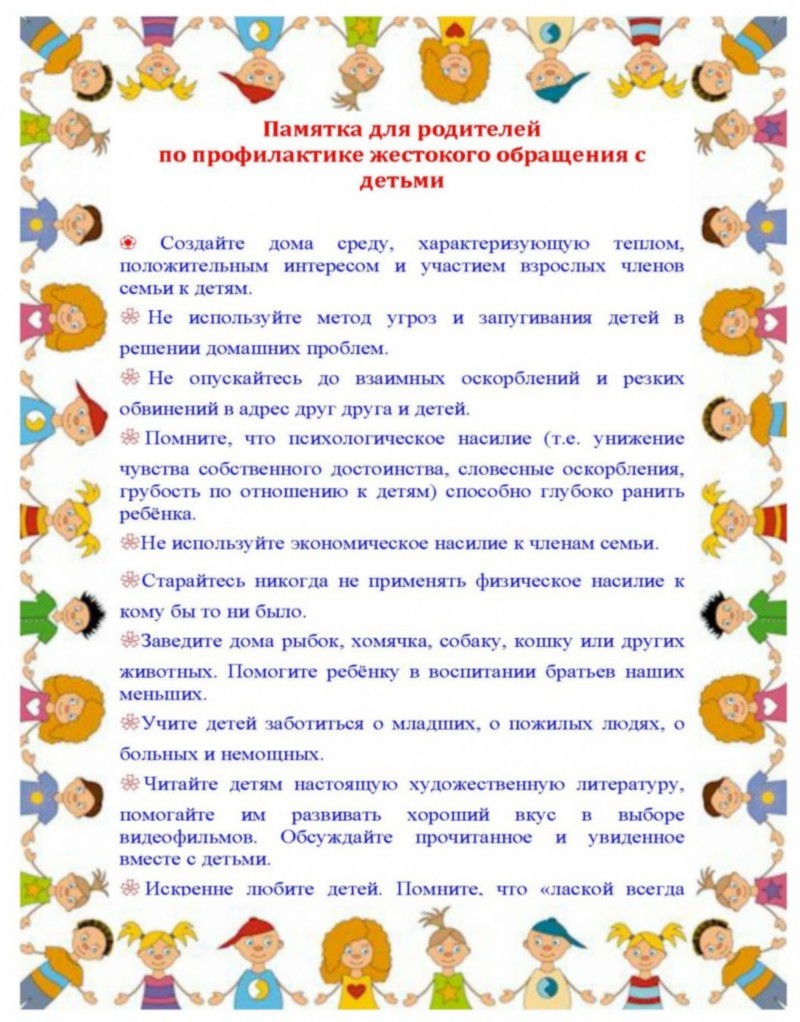 Памятка для родителей
по профилактике жестокого обращения с
детьми
Создайте дома среду, характеризующую теплом,
положительным интересом и участием взрослых членов
семьи к детям.
Не используйте метод угроз и запугивания детей в
решении домашних проблем.
Не опускайтесь до взаимных оскорблений и резких
обвинений в адрес друг друга и детей.
Помните, что психологическое насилие (т.е. унижение
чувства собственного достоинства, словесные оскорбления,
грубость по отношению к детям) способно глубоко ранить
ребёнка.
Не используйте экономическое насилие к членам семьи.
Старайтесь никогда не применять физическое насилие к
кому бы то ни было.
Заведите дома рыбок, хомячка, собаку, кошку или других
животных. Помогите ребёнку в воспитании братьев наших
меньших.
Учите детей заботиться о младших, о пожилых людях, о
больных и немощных.
Читайте детям настоящую художественную литературу,
помогайте им развивать хороший вкус в выборе
видеофильмов. Обсуждайте прочитанное и увиденное
вместе с детьми.
Искренне любите детей. Помните, что «лаской всегда